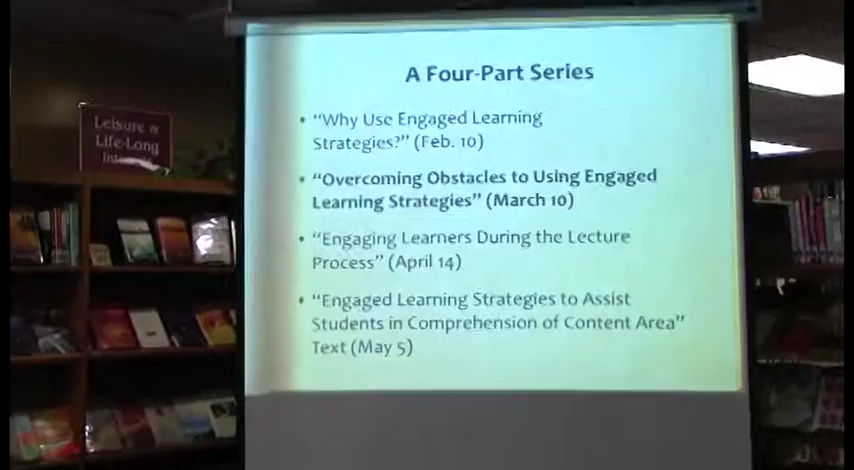 A Four-Part Series
• "Why Use Engaged Learning
Strategies?" (Feb. 10)
• "Overcoming Obstacles to Using Engaged
Learning Strategies" (March 10)
• "Engaging Learners During the Lecture
Process" (April 14)
• "Engaged Learning Strategies to Assist
Students in Comprehension of Content Area"
Text (May 5)
Leisure &
Life-Long
Interests